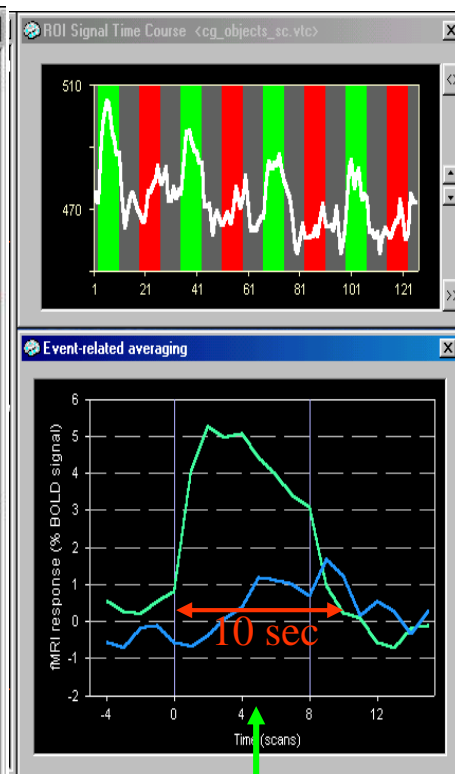 ROI Signal Time Course <cg_objects_sc.vtc>
510
470
1 21 41 61 81 101 121
Event-related averaging
fMRI response (% BOLD signal)
6
5
4
3
2
1
0
-1
-2
10 sec
-4 0 4 8 12
Time (scans)